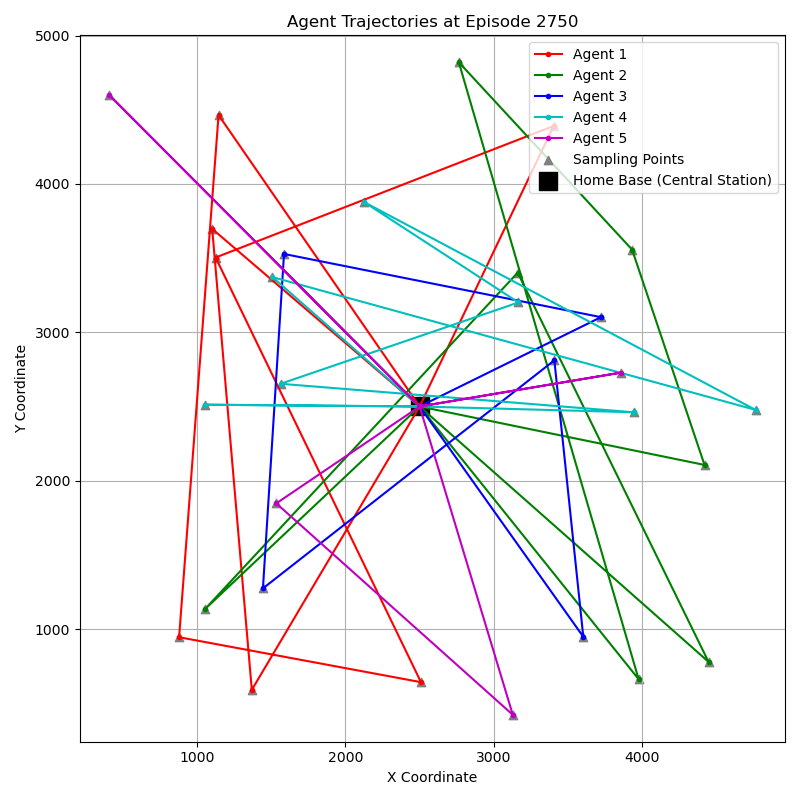 Agent Trajectories at Episode 2750
Agent 1
Agent 2
Agent 3
Agent 4
Agent 5
Sampling Points
Home Base (Central Station)
5000
4000
3000
2000
1000
Y Coordinate
1000
2000
3000
4000
X Coordinate